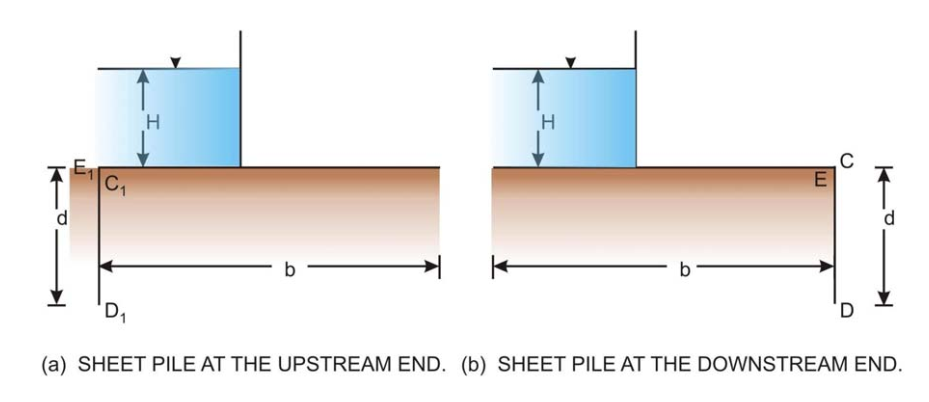 H
E1
C1
d
b
D1
(a) SHEET PILE AT THE UPSTREAM END.
H
C
E
d
b
D
(b) SHEET PILE AT THE DOWNSTREAM END.